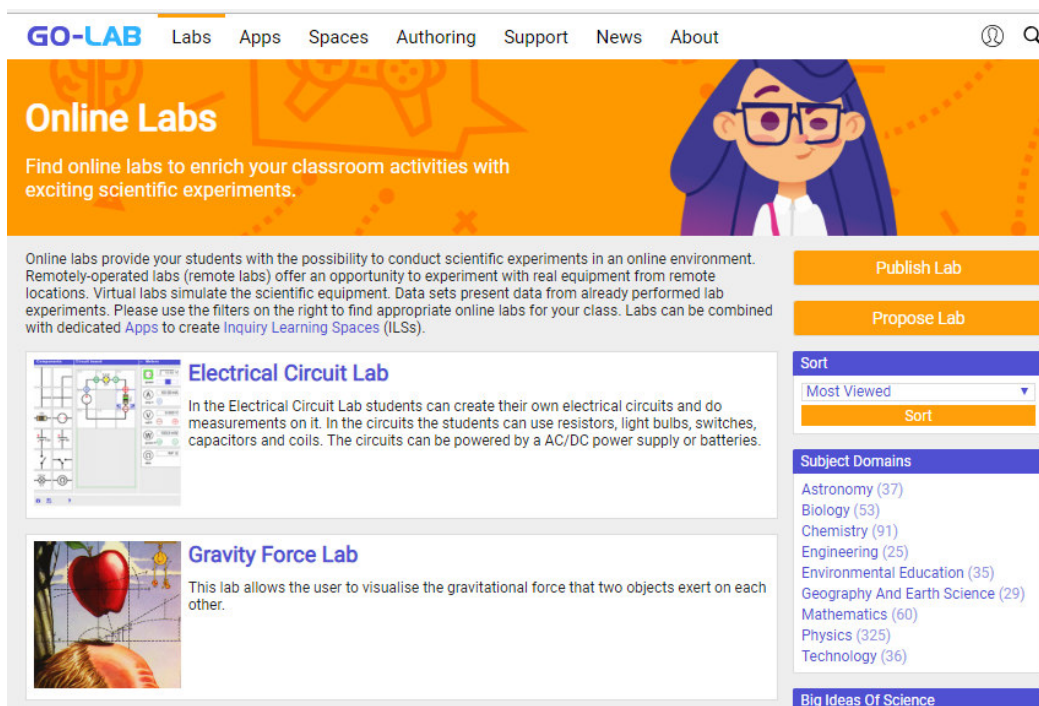 GO-LAB Labs Apps Spaces Authoring Support News About
Online Labs
Find online labs to enrich your classroom activities with
exciting scientific experiments.
Online labs provide your students with the possibility to conduct scientific experiments in an online environment.
Remotely-operated labs (remote labs) offer an opportunity to experiment with real equipment from remote
locations. Virtual labs simulate the scientific equipment. Data sets present data from already performed lab
experiments. Please use the filters on the right to find appropriate online labs for your class. Labs can be combined
with dedicated Apps to create Inquiry Learning Spaces (ILSs).
Electrical Circuit Lab
In the Electrical Circuit Lab students can create their own electrical circuits and do
measurements on it. In the circuits the students can use resistors, light bulbs, switches,
capacitors and coils. The circuits can be powered by a AC/DC power supply or batteries.
Gravity Force Lab
This lab allows the user to visualise the gravitational force that two objects exert on each
other.
Publish Lab
Propose Lab
Sort
Most Viewed
Sort
Subject Domains
Astronomy (37)
Biology (53)
Chemistry (91)
Engineering (25)
Environmental Education (35)
Geography And Earth Science (29)
Mathematics (60)
Physics (325)
Technology (36)
Big Ideas Of Science